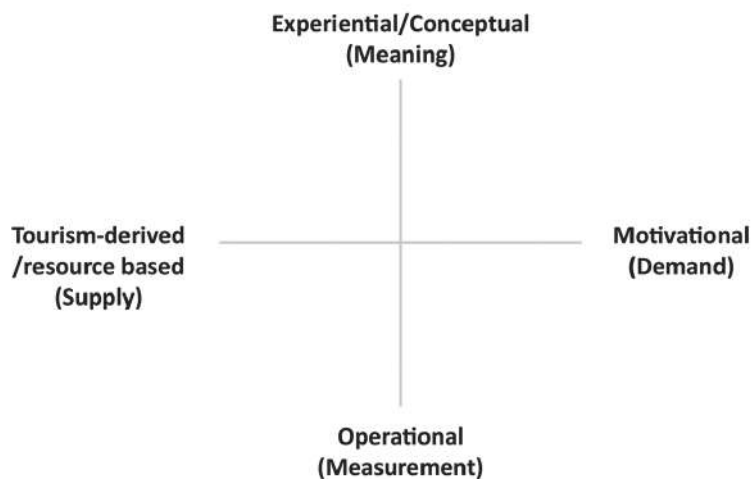 Experiential/Conceptual
(Meaning)
Tourism-derived
/resource based
(Supply)
Motivational
(Demand)
Operational
(Measurement)